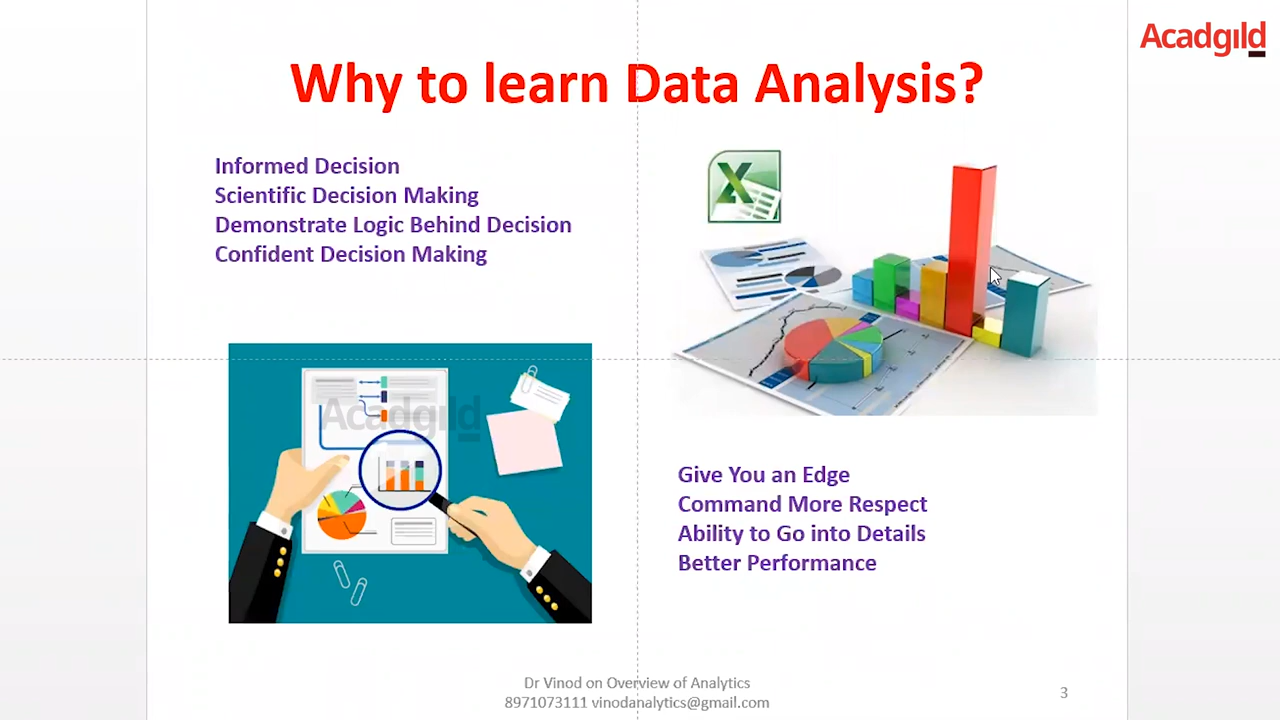 Acadgıld
Why to learn Data Analysis?
Informed Decision
Scientific Decision Making
Demonstrate Logic Behind Decision
Confident Decision Making
Acadgıld
Give You an Edge
Command More Respect
Ability to Go into Details
Better Performance
Dr Vinod on Overview of Analytics
8971073111 vinodanalytics@gmail.com
3